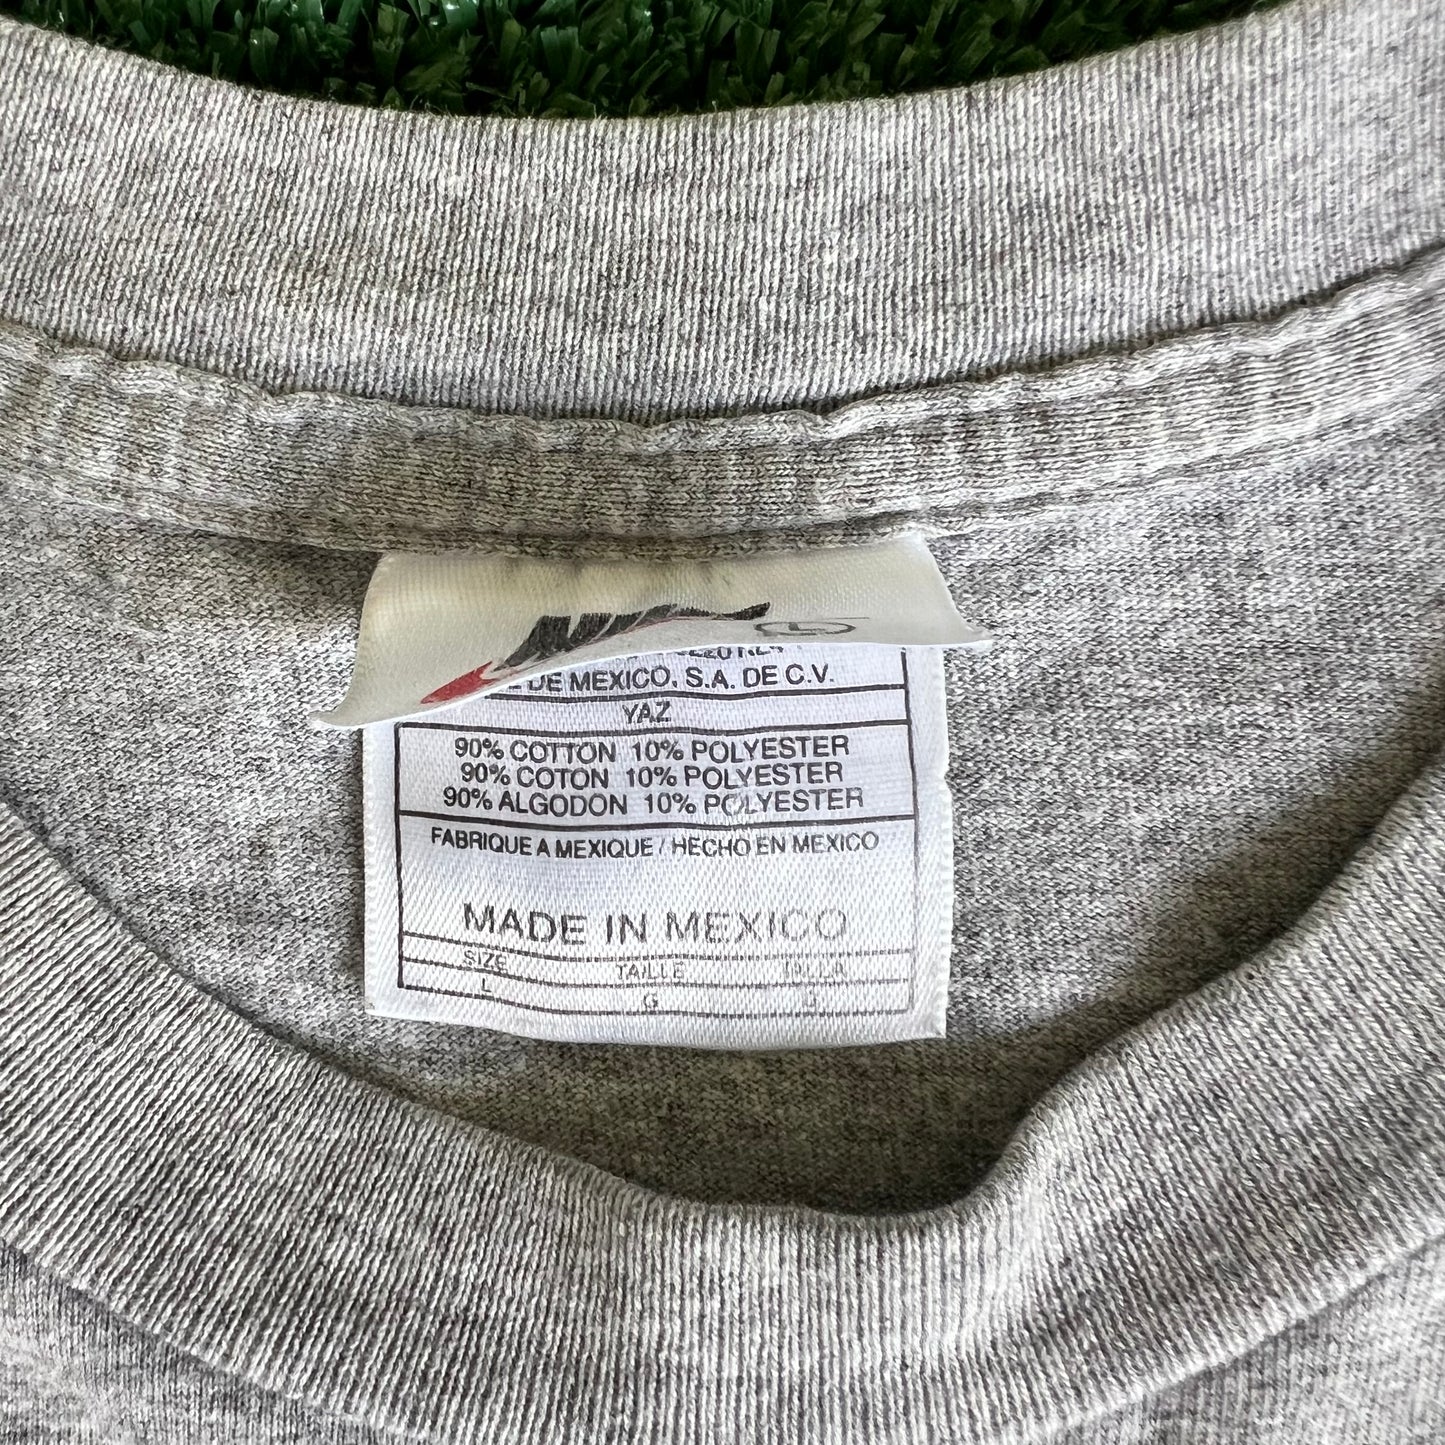 L
DE MEXICO, S.A. DE C.V.
YAZ
90% COTTON 10% POLYESTER
90% COTON 10% POLYESTER
90% ALGODON 10% POLYESTER
FABRIQUE A MEXIQUE / HECHO EN MEXICO
MADE IN MEXICO
SIZE TAILLE TALLA
L G G